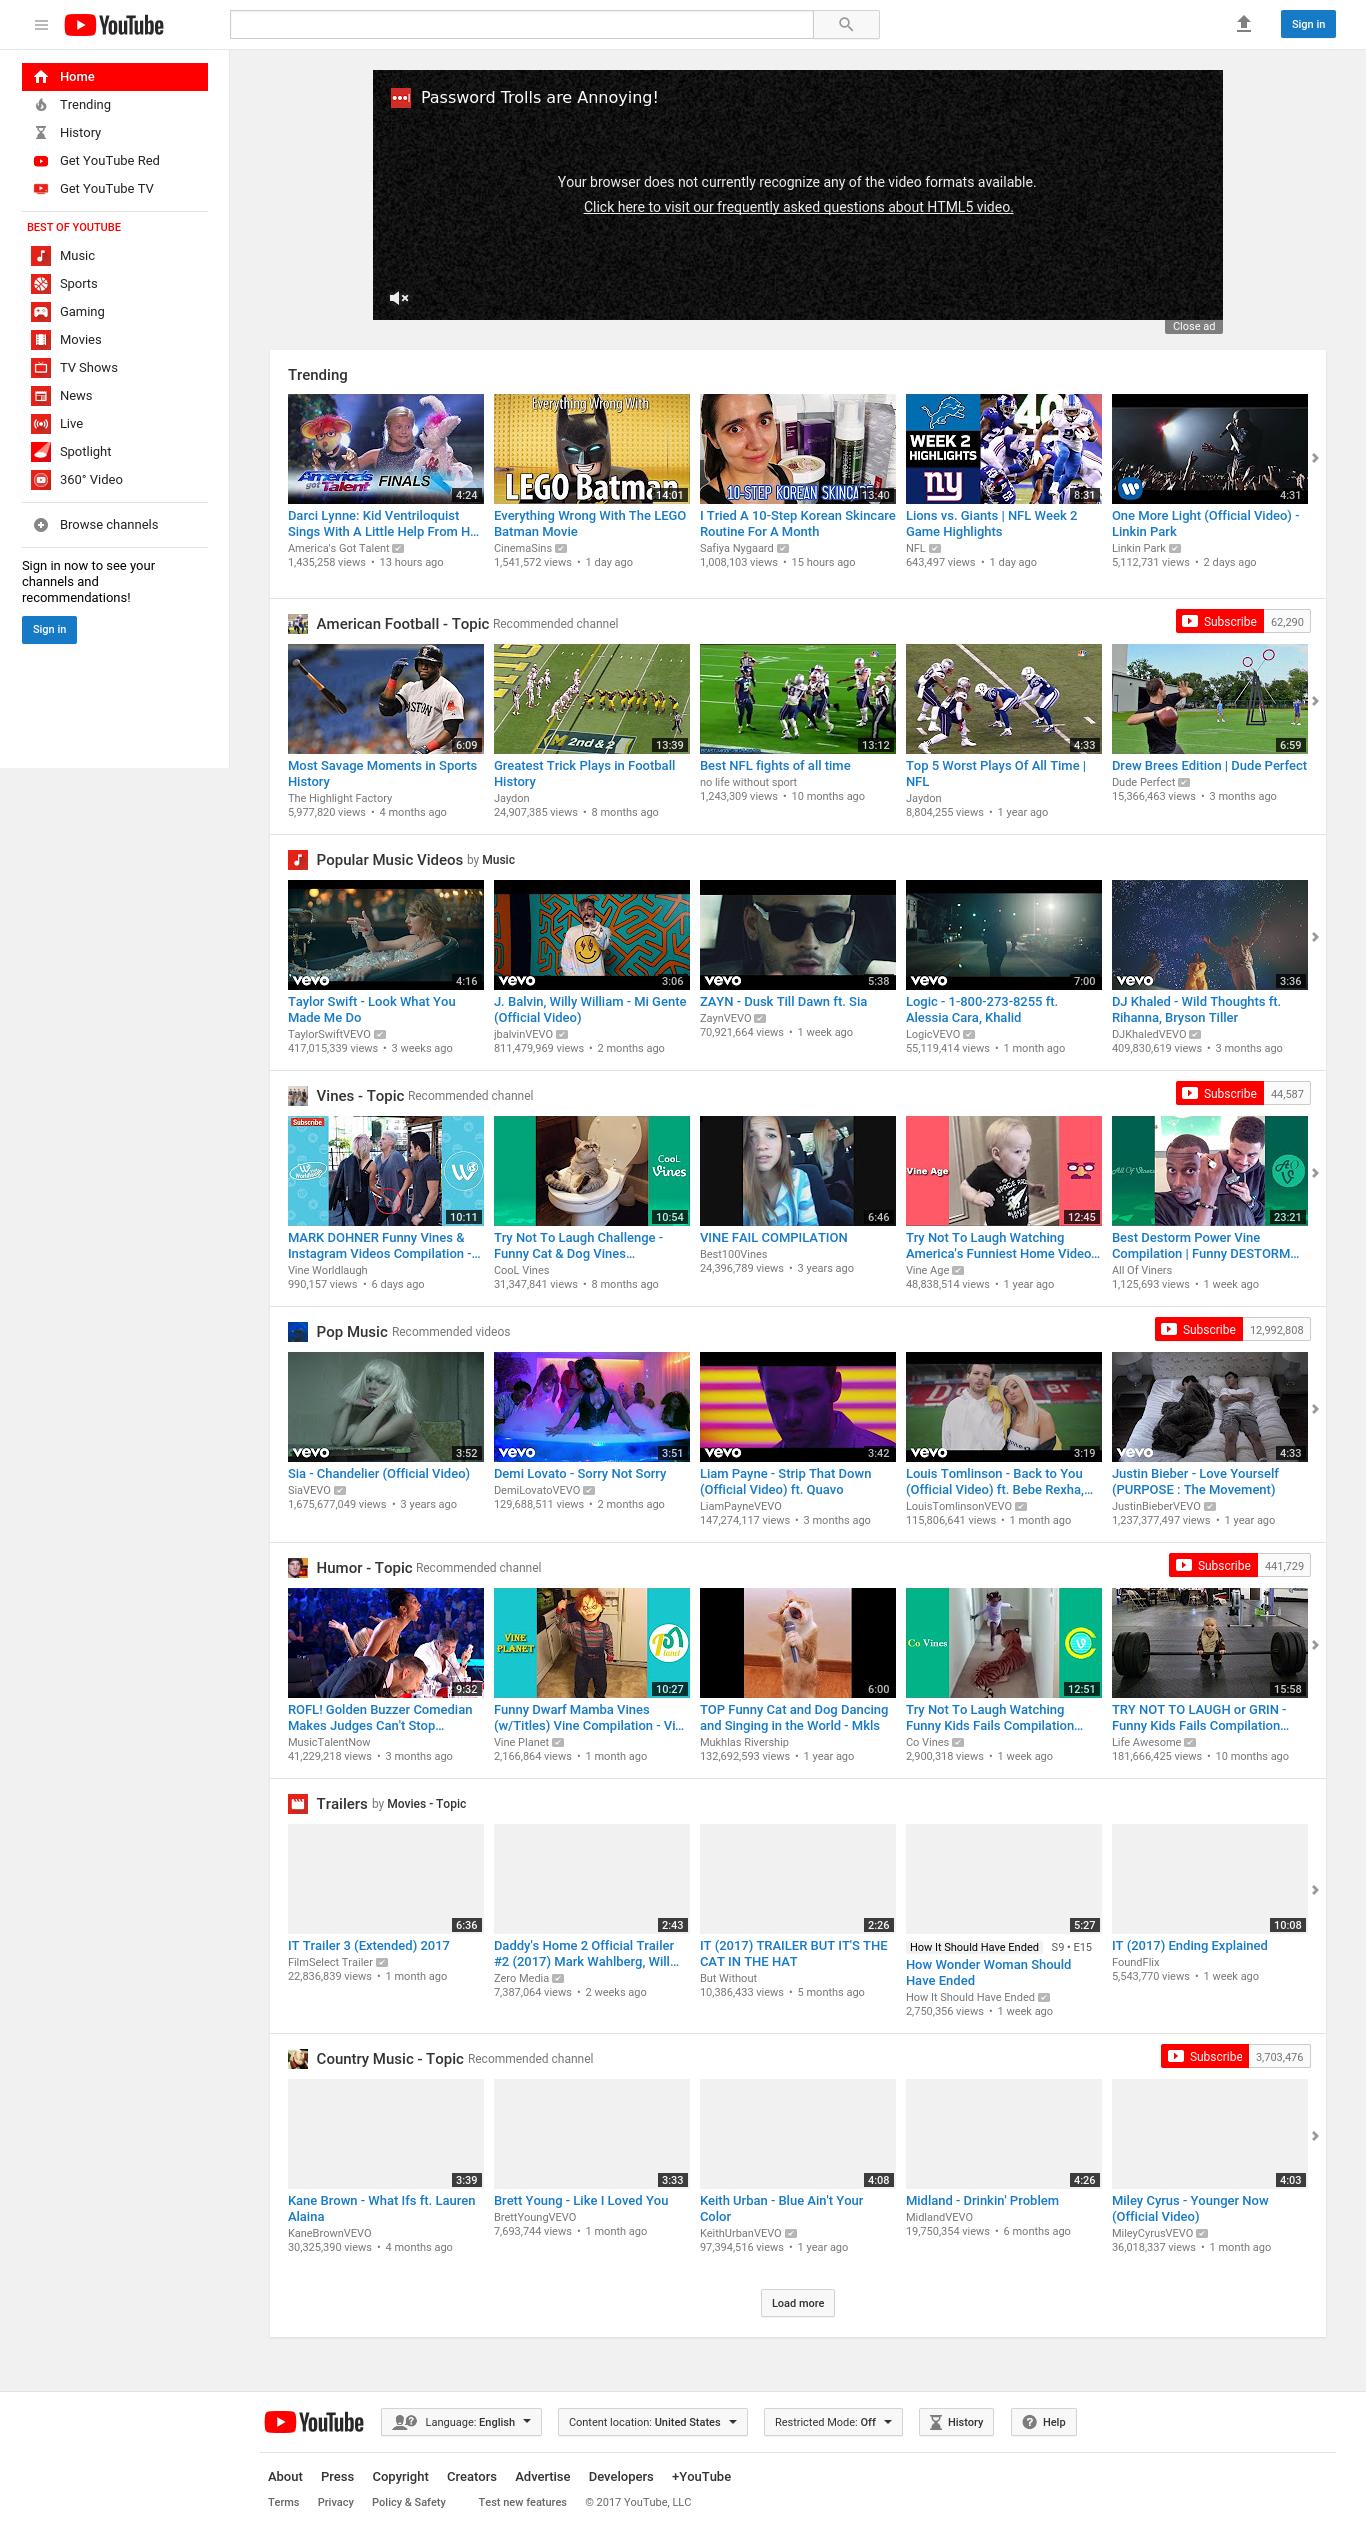 YouTube
Sign in
Home
Trending
History
Get YouTube Red
Get YouTube TV
BEST OF YOUTUBE
Music
Sports
Gaming
Movies
TV Shows
News
Live
Spotlight
360° Video
Browse channels
Sign in now to see your
channels and
recommendations!
Sign in
Password Trolls are Annoying!
Your browser does not currently recognize any of the video formats available.
Click here to visit our frequently asked questions about HTML5 video.
Close ad
Trending
America's got Talent FINALS 4:24
Everything Wrong With LEGO Batman 14:01
10-STEP KOREAN SKINCARE 13:40
WEEK 2 HIGHLIGHTS ny 40 8:31
4:31
Darci Lynne: Kid Ventriloquist
Sings With A Little Help From H...
America's Got Talent
1,435,258 views • 13 hours ago
Everything Wrong With The LEGO
Batman Movie
CinemaSins
1,541,572 views • 1 day ago
I Tried A 10-Step Korean Skincare
Routine For A Month
Safiya Nygaard
1,008,103 views • 15 hours ago
Lions vs. Giants | NFL Week 2
Game Highlights
NFL
643,497 views • 1 day ago
One More Light (Official Video) -
Linkin Park
Linkin Park
5,112,731 views • 2 days ago
American Football - Topic Recommended channel
Subscribe 62,290
6:09
M 2nd & 2 13:39
13:12
4:33
6:59
Most Savage Moments in Sports
History
The Highlight Factory
5,977,820 views • 4 months ago
Greatest Trick Plays in Football
History
Jaydon
24,907,385 views • 8 months ago
Best NFL fights of all time
no life without sport
1,243,309 views • 10 months ago
Top 5 Worst Plays Of All Time |
NFL
Jaydon
8,804,255 views • 1 year ago
Drew Brees Edition | Dude Perfect
Dude Perfect
15,366,463 views • 3 months ago
Popular Music Videos by Music
vevo 4:16
vevo 3:06
vevo 5:38
vevo 7:00
vevo 3:36
Taylor Swift - Look What You
Made Me Do
TaylorSwiftVEVO
417,015,339 views • 3 weeks ago
J. Balvin, Willy William - Mi Gente
(Official Video)
jbalvinVEVO
811,479,969 views • 2 months ago
ZAYN - Dusk Till Dawn ft. Sia
ZaynVEVO
70,921,664 views • 1 week ago
Logic - 1-800-273-8255 ft.
Alessia Cara, Khalid
LogicVEVO
55,119,414 views • 1 month ago
DJ Khaled - Wild Thoughts ft.
Rihanna, Bryson Tiller
DJKhaledVEVO
409,830,619 views • 3 months ago
Vines - Topic Recommended channel
Subscribe 44,587
Subscribe 10:11
CooL Vines 10:54
6:46
Vine Age 12:45
All Of Viners 23:21
MARK DOHNER Funny Vines &
Instagram Videos Compilation -...
Vine Worldlaugh
990,157 views • 6 days ago
Try Not To Laugh Challenge -
Funny Cat & Dog Vines...
CooL Vines
31,347,841 views • 8 months ago
VINE FAIL COMPILATION
Best100Vines
24,396,789 views • 3 years ago
Try Not To Laugh Watching
America's Funniest Home Video...
Vine Age
48,838,514 views • 1 year ago
Best Destorm Power Vine
Compilation | Funny DESTORM...
All Of Viners
1,125,693 views • 1 week ago
Pop Music Recommended videos
Subscribe 12,992,808
vevo 3:52
vevo 3:51
vevo 3:42
vevo 3:19
vevo 4:33
Sia - Chandelier (Official Video)
SiaVEVO
1,675,677,049 views • 3 years ago
Demi Lovato - Sorry Not Sorry
DemiLovatoVEVO
129,688,511 views • 2 months ago
Liam Payne - Strip That Down
(Official Video) ft. Quavo
LiamPayneVEVO
147,274,117 views • 3 months ago
Louis Tomlinson - Back to You
(Official Video) ft. Bebe Rexha,...
LouisTomlinsonVEVO
115,806,641 views • 1 month ago
Justin Bieber - Love Yourself
(PURPOSE : The Movement)
JustinBieberVEVO
1,237,377,497 views • 1 year ago
Humor - Topic Recommended channel
Subscribe 441,729
9:32
VINE PLANET 10:27
6:00
Co Vines 12:51
15:58
ROFL! Golden Buzzer Comedian
Makes Judges Can't Stop...
MusicTalentNow
41,229,218 views • 3 months ago
Funny Dwarf Mamba Vines
(w/Titles) Vine Compilation - Vi...
Vine Planet
2,166,864 views • 1 month ago
TOP Funny Cat and Dog Dancing
and Singing in the World - Mkls
Mukhlas Rivership
132,692,593 views • 1 year ago
Try Not To Laugh Watching
Funny Kids Fails Compilation...
Co Vines
2,900,318 views • 1 week ago
TRY NOT TO LAUGH or GRIN -
Funny Kids Fails Compilation...
Life Awesome
181,666,425 views • 10 months ago
Trailers by Movies - Topic
6:36
2:43
2:26
5:27
10:08
IT Trailer 3 (Extended) 2017
FilmSelect Trailer
22,836,839 views • 1 month ago
Daddy's Home 2 Official Trailer
#2 (2017) Mark Wahlberg, Will...
Zero Media
7,387,064 views • 2 weeks ago
IT (2017) TRAILER BUT IT'S THE
CAT IN THE HAT
But Without
10,386,433 views • 5 months ago
How It Should Have Ended S9 • E15
How Wonder Woman Should
Have Ended
How It Should Have Ended
2,750,356 views • 1 week ago
IT (2017) Ending Explained
FoundFlix
5,543,770 views • 1 week ago
Country Music - Topic Recommended channel
Subscribe 3,703,476
3:39
3:33
4:08
4:26
4:03
Kane Brown - What Ifs ft. Lauren
Alaina
KaneBrownVEVO
30,325,390 views • 4 months ago
Brett Young - Like I Loved You
BrettYoungVEVO
7,693,744 views • 1 month ago
Keith Urban - Blue Ain't Your
Color
KeithUrbanVEVO
97,394,516 views • 1 year ago
Midland - Drinkin' Problem
MidlandVEVO
19,750,354 views • 6 months ago
Miley Cyrus - Younger Now
(Official Video)
MileyCyrusVEVO
36,018,337 views • 1 month ago
Load more
YouTube Language: English Content location: United States Restricted Mode: Off History Help
About Press Copyright Creators Advertise Developers +YouTube
Terms Privacy Policy & Safety Test new features © 2017 YouTube, LLC